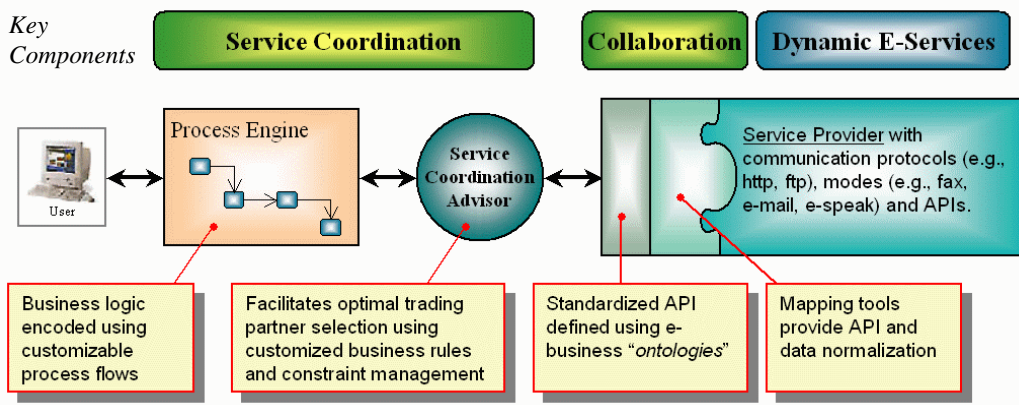 Key
Components
Service Coordination
Collaboration
Dynamic E-Services
User
Process Engine
Service
Coordination
Advisor
Service Provider with
communication protocols (e.g.,
http, ftp), modes (e.g., fax,
e-mail, e-speak) and APIs.
Business logic
encoded using
customizable
process flows
Facilitates optimal trading
partner selection using
customized business rules
and constraint management
Standardized API
defined using e-
business “ontologies”
Mapping tools
provide API and
data normalization